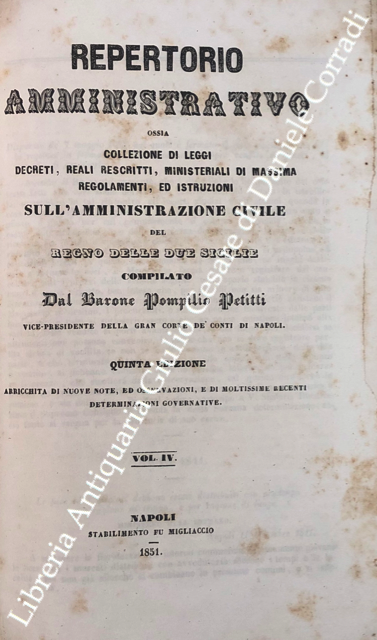 REPERTORIO
AMMINISTRATIVO
OSSIA
COLLEZIONE DI LEGGI
DECRETI, REALI RESCRITTI, MINISTERIALI DI MASSIMA
REGOLAMENTI, ED ISTRUZIONI
SULL'AMMINISTRAZIONE CIVILE
DEL
REGNO DELLE DUE SICILIE
COMPILATO
Dal Barone Pompilio Petitti
VICE-PRESIDENTE DELLA GRAN CORTE DE' CONTI DI NAPOLI.
QUINTA EDIZIONE
ARRICCHITA DI NUOVE NOTE, ED OSSERVAZIONI, E DI MOLTISSIME RECENTI
DETERMINAZIONI GOVERNATIVE.
VOL. IV.
NAPOLI
STABILIMENTO FU MIGLIACCIO
1851.
Libreria Antiquaria Giulio Cesare di Daniele Corradi